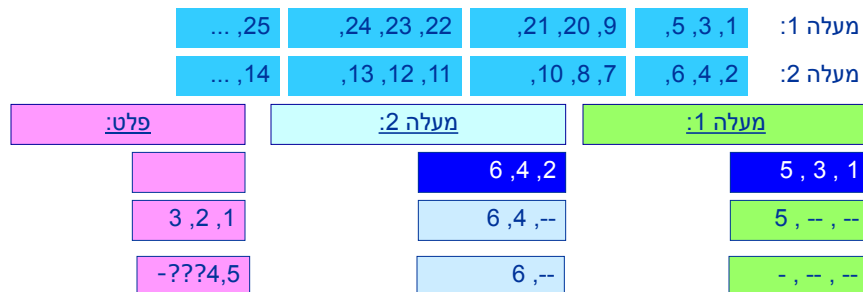 מעלה 1: 1, 3, 5, 9, 20, 21, 22, 23, 24, 25, ...
מעלה 2: 2, 4, 6, 7, 8, 10, 11, 12, 13, 14, ...
מעלה 1: מעלה 2: פלט:
1 , 3 , 5 2, 4, 6
--, -- , 5 --, 4, 6 1, 2, 3
--, -- , - --, 6 4,5???-